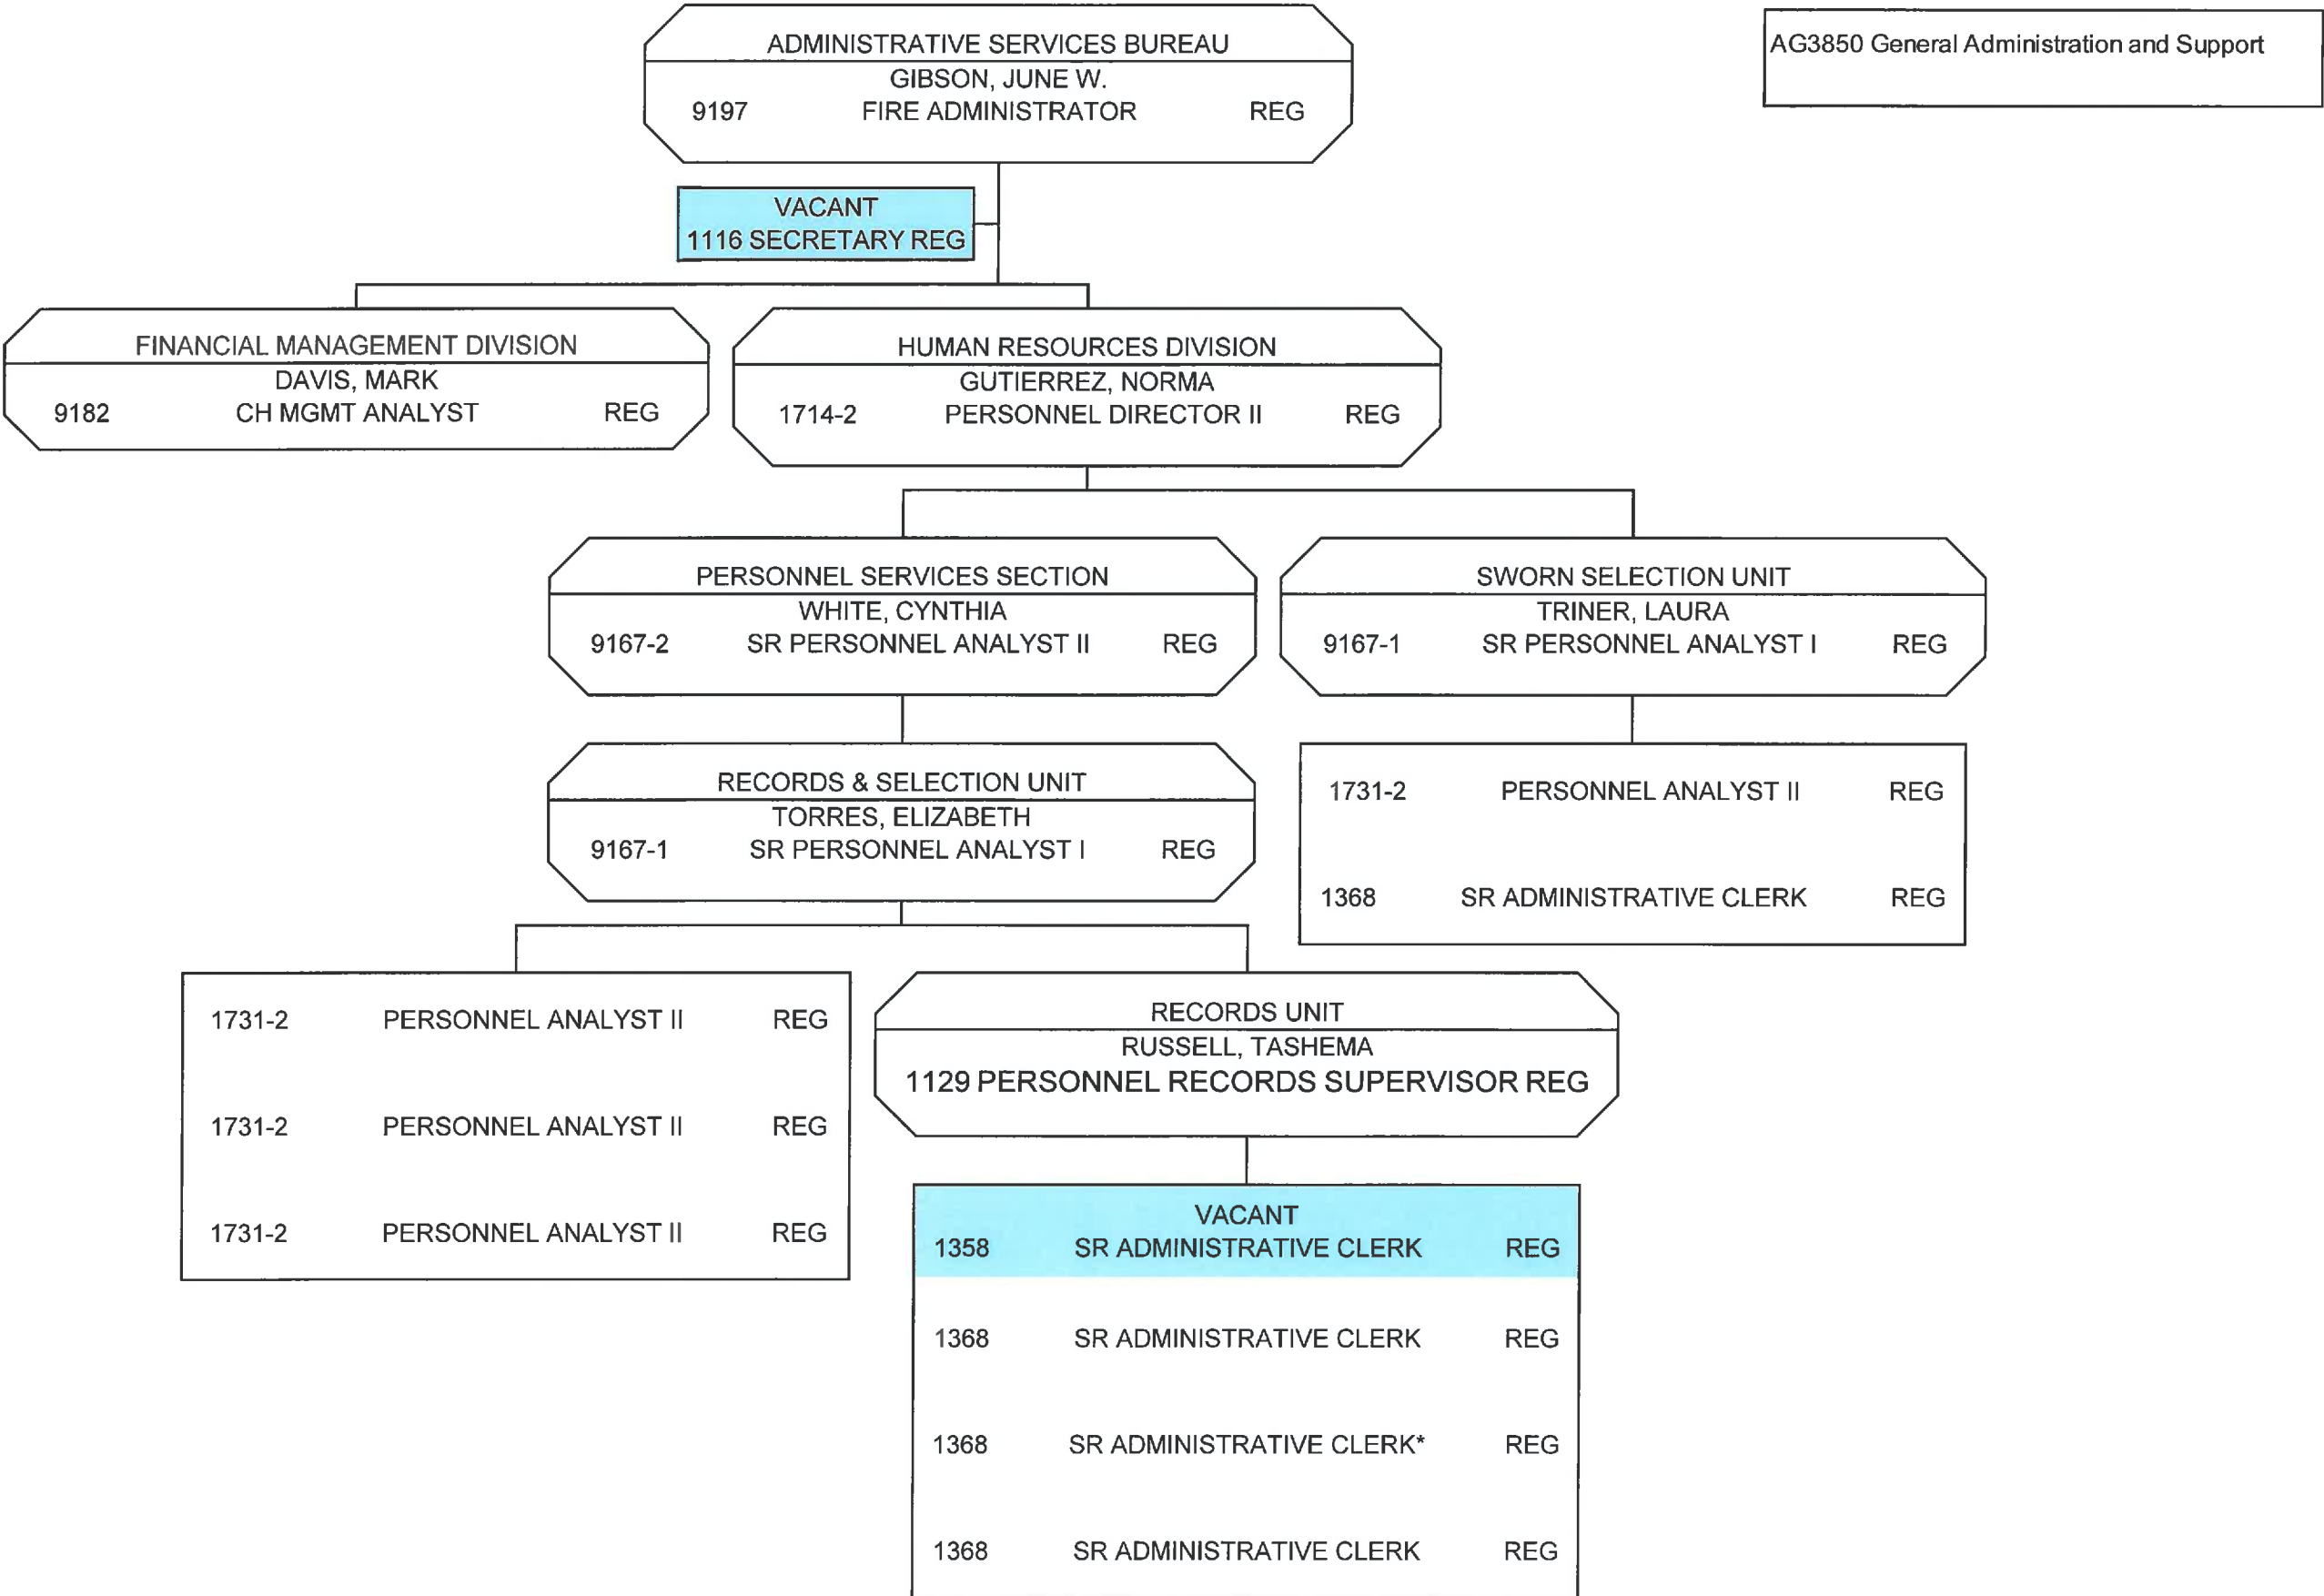 ADMINISTRATIVE SERVICES BUREAU
GIBSON, JUNE W.
9197 FIRE ADMINISTRATOR REG
AG3850 General Administration and Support
VACANT
1116 SECRETARY REG
FINANCIAL MANAGEMENT DIVISION
DAVIS, MARK
9182 CH MGMT ANALYST REG
HUMAN RESOURCES DIVISION
GUTIERREZ, NORMA
1714-2 PERSONNEL DIRECTOR II REG
PERSONNEL SERVICES SECTION
WHITE, CYNTHIA
9167-2 SR PERSONNEL ANALYST II REG
SWORN SELECTION UNIT
TRINER, LAURA
9167-1 SR PERSONNEL ANALYST I REG
RECORDS & SELECTION UNIT
TORRES, ELIZABETH
9167-1 SR PERSONNEL ANALYST I REG
1731-2 PERSONNEL ANALYST II REG
1368 SR ADMINISTRATIVE CLERK REG
1731-2 PERSONNEL ANALYST II REG
1731-2 PERSONNEL ANALYST II REG
1731-2 PERSONNEL ANALYST II REG
RECORDS UNIT
RUSSELL, TASHEMA
1129 PERSONNEL RECORDS SUPERVISOR REG
VACANT
1358 SR ADMINISTRATIVE CLERK REG
1368 SR ADMINISTRATIVE CLERK REG
1368 SR ADMINISTRATIVE CLERK* REG
1368 SR ADMINISTRATIVE CLERK REG